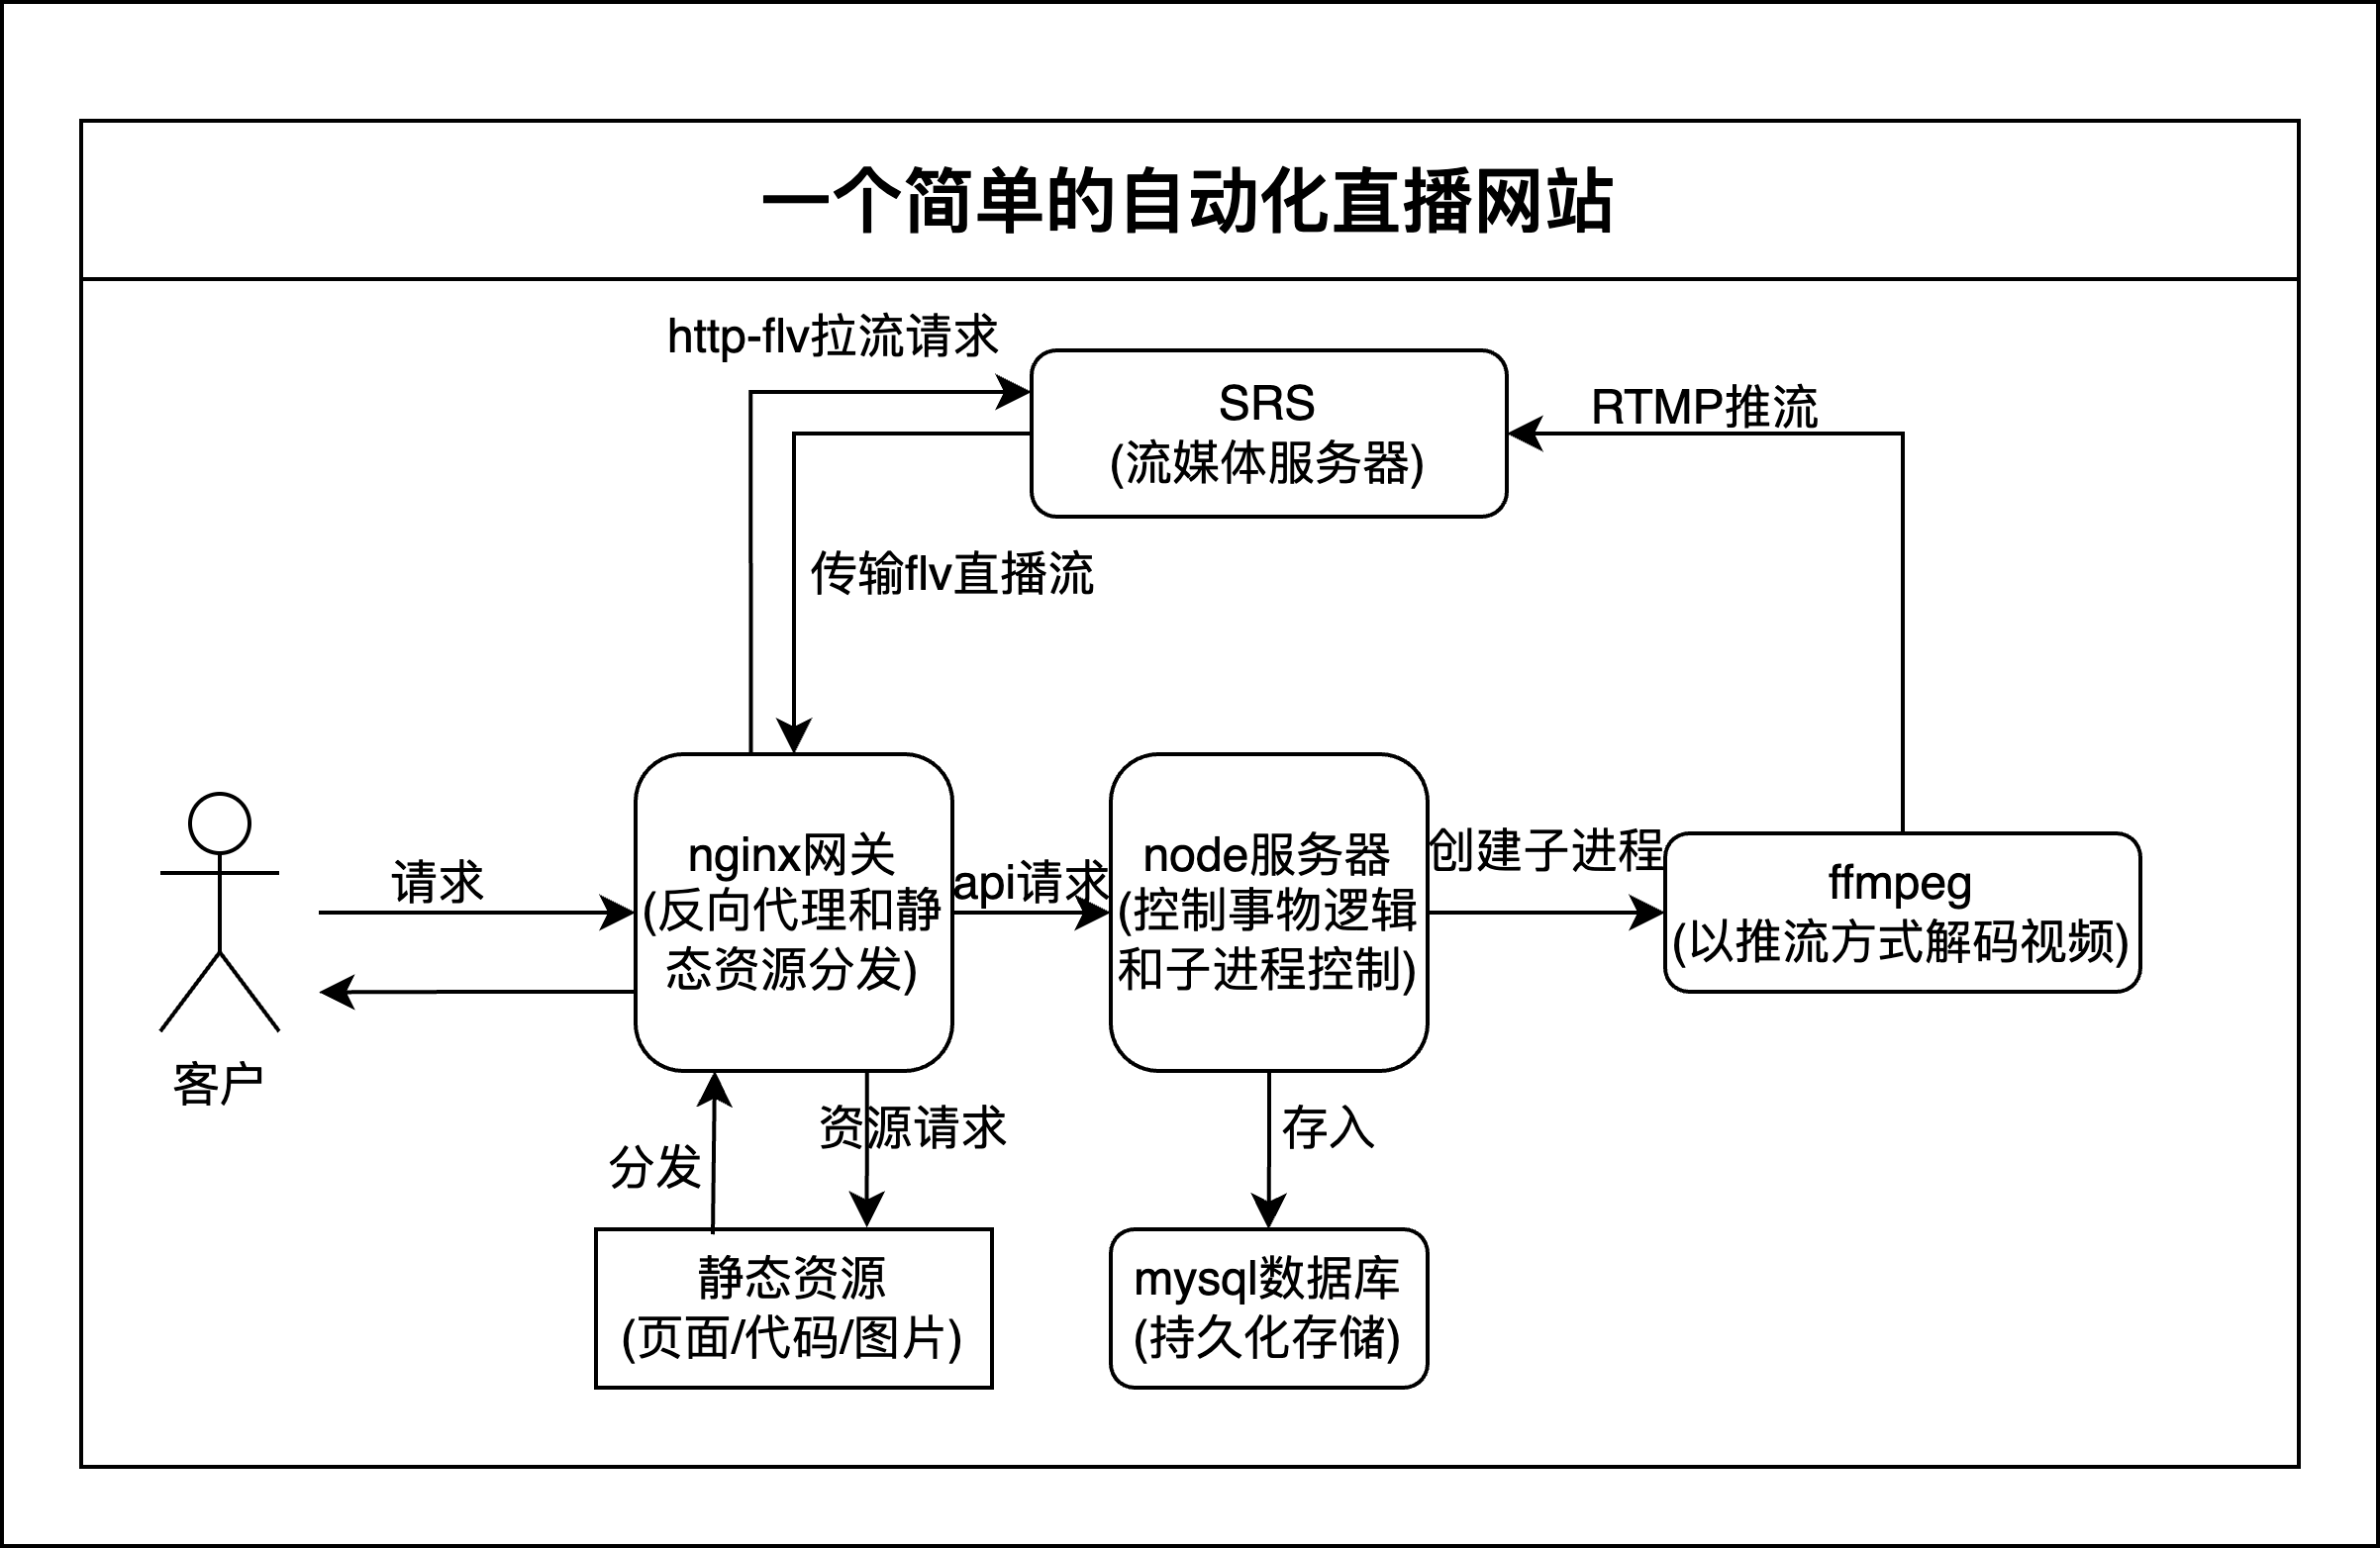 一个简单的自动化直播网站
http-flv拉流请求
SRS
(流媒体服务器)
RTMP推流
传输flv直播流
请求
nginx网关
(反向代理和静
态资源分发)
api请求
node服务器
(控制事物逻辑
和子进程控制)
创建子进程
ffmpeg
(以推流方式解码视频)
客户
分发
资源请求
存入
静态资源
(页面/代码/图片)
mysql数据库
(持久化存储)